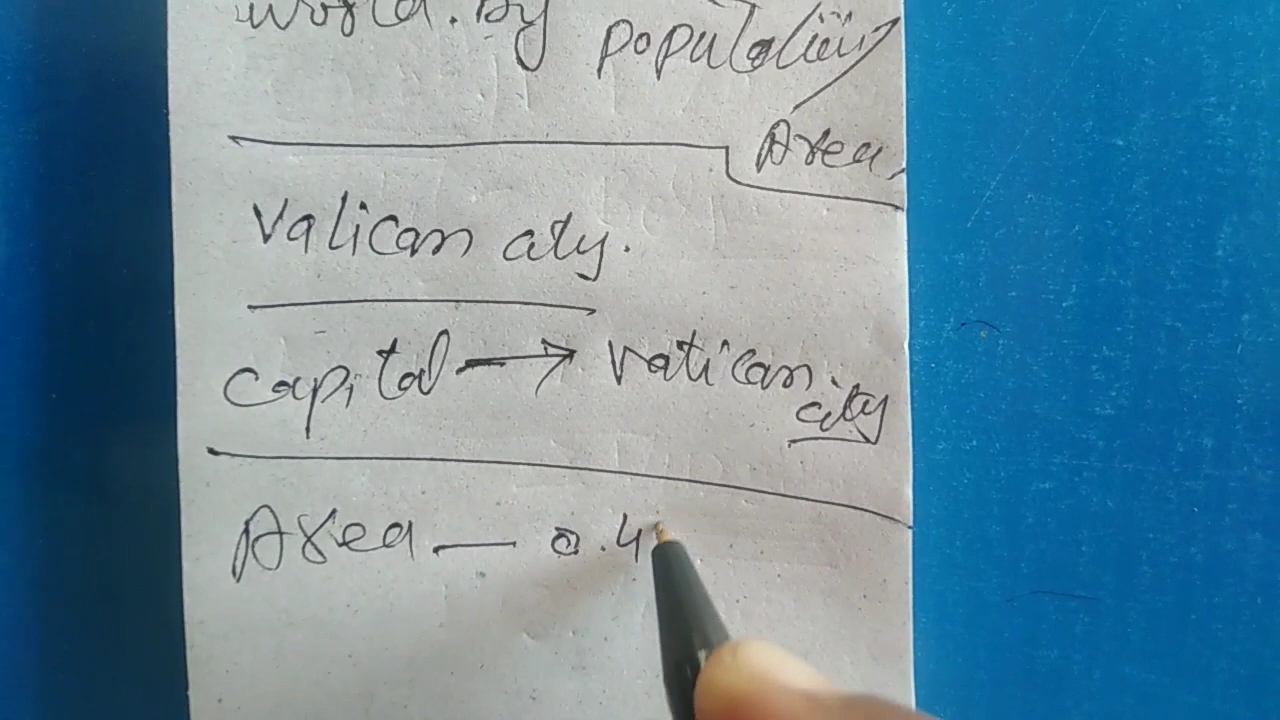 world. By population/
Area.
Vatican city.
Capital → Vatican
city
Area — 0.4